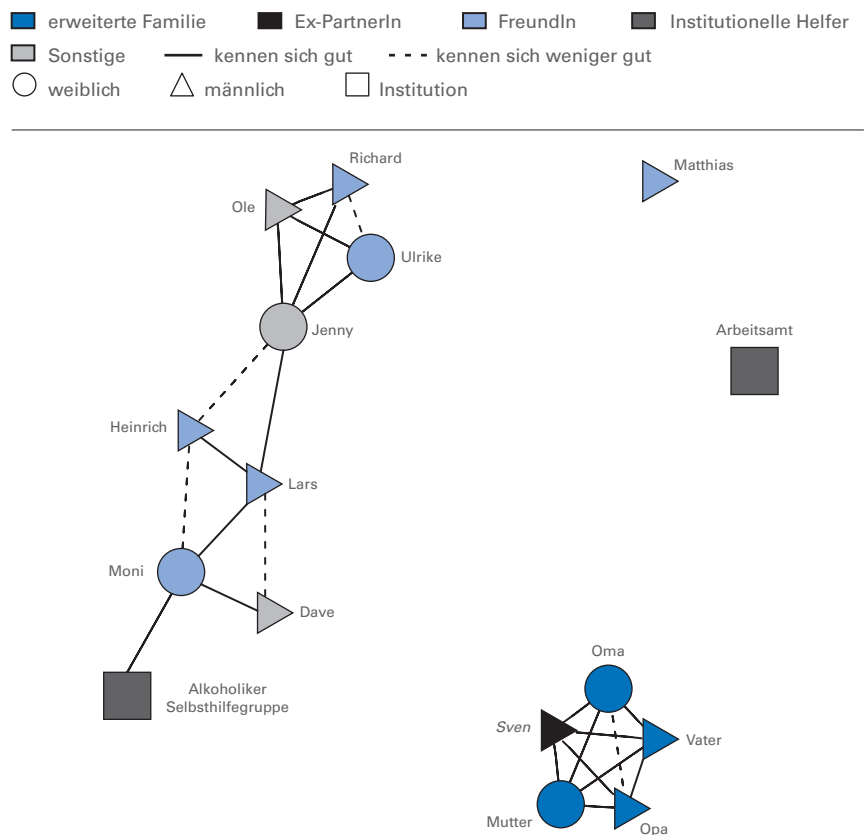 erweiterte Familie Ex-PartnerIn FreundIn Institutionelle Helfer
Sonstige kennen sich gut kennen sich weniger gut
weiblich männlich Institution
Richard
Matthias
Ole
Ulrike
Jenny
Arbeitsamt
Heinrich
Lars
Moni
Dave
Alkoholiker
Selbsthilfegruppe
Oma
Sven
Vater
Mutter
Opa